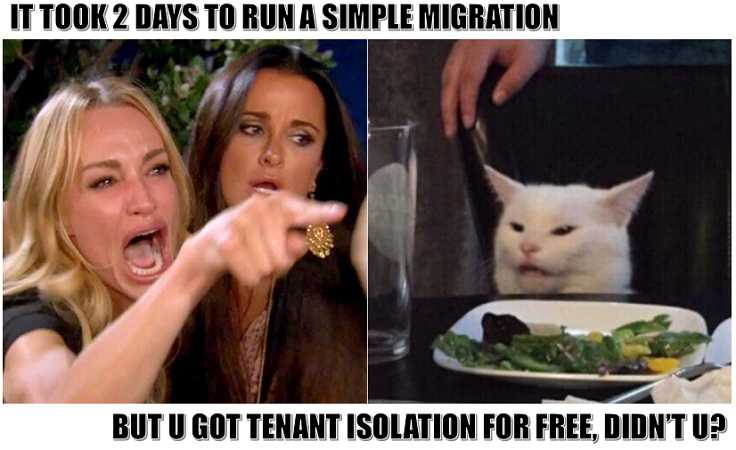 IT TOOK 2 DAYS TO RUN A SIMPLE MIGRATION
BUT U GOT TENANT ISOLATION FOR FREE, DIDN'T U?